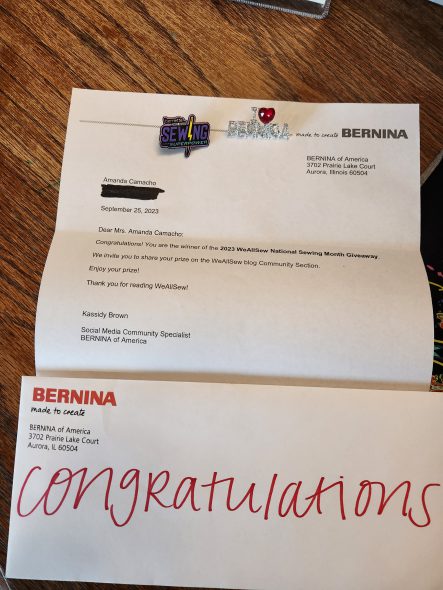 SEWING
SUPERPOWER
I
BERNINA
made to create BERNINA
BERNINA of America
3702 Prairie Lake Court
Aurora, Illinois 60504
Amanda Camacho
September 25, 2023
Dear Mrs. Amanda Camacho:
Congratulations! You are the winner of the 2023 WeAllSew National Sewing Month Giveaway.
We invite you to share your prize on the WeAllSew blog Community Section.
Enjoy your prize!
Thank you for reading WeAllSew!
Kassidy Brown
Social Media Community Specialist
BERNINA of America
BERNINA
made to create
BERNINA of America
3702 Prairie Lake Court
Aurora, IL 60504
congratulations